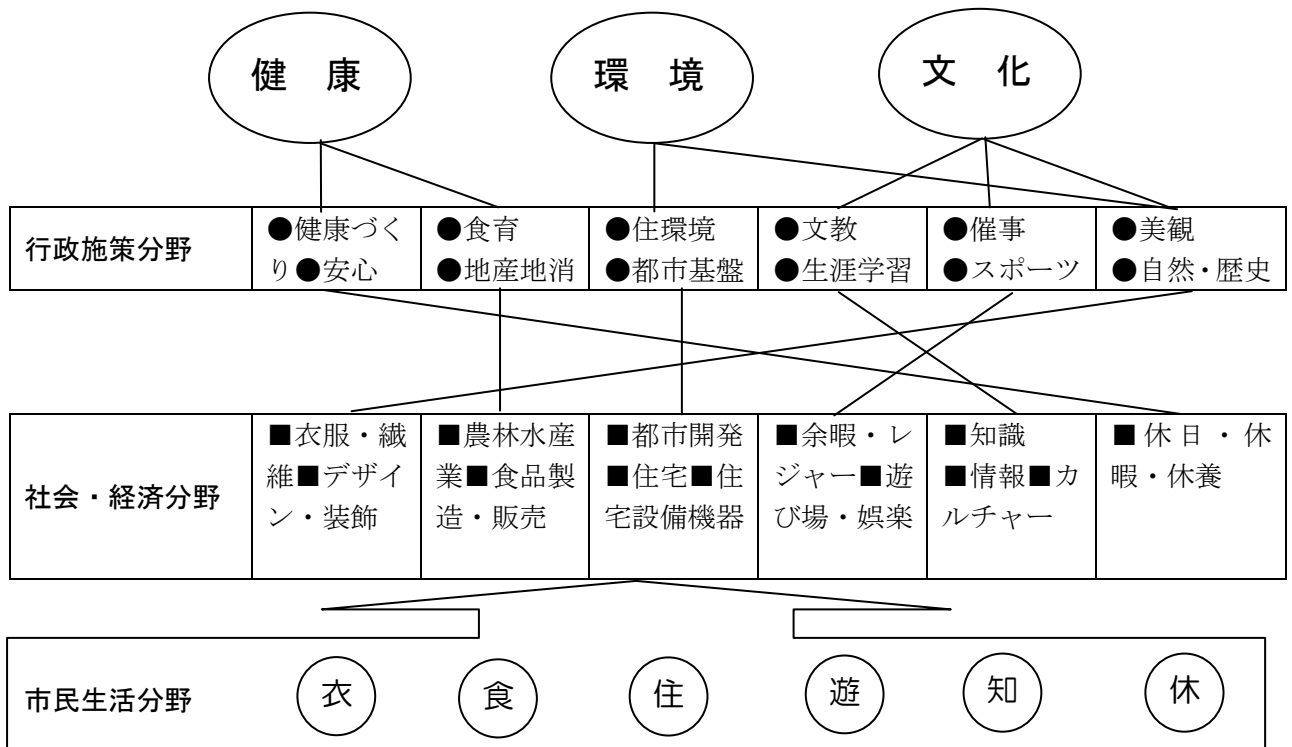 健　康
環　境
文　化
行政施策分野
●健康づく
り●安心
●食育
●地産地消
●住環境
●都市基盤
●文教
●生涯学習
●催事
●スポーツ
●美観
●自然・歴史
社会・経済分野
■衣服・繊
維■デザイ
ン・装飾
■農林水産
業■食品製
造・販売
■都市開発
■住宅■住
宅設備機器
■余暇・レ
ジャー■遊
び場・娯楽
■知識
■情報■カ
ルチャー
■休日・休
暇・休養
市民生活分野
衣
食
住
遊
知
休